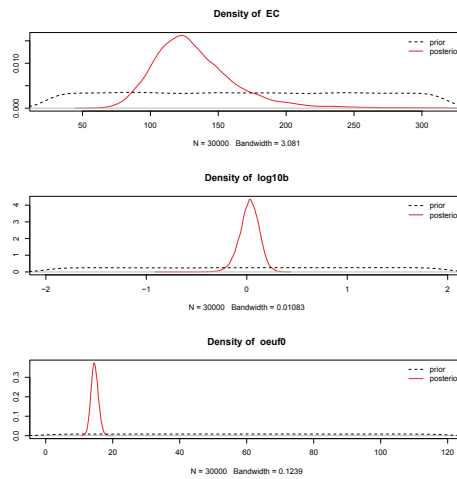 Density of EC
prior
posterior
0.000
0.010
50
100
150
200
250
300
N = 30000 Bandwidth = 3.081
Density of log10b
prior
posterior
0
1
2
3
4
−2
−1
0
1
2
N = 30000 Bandwidth = 0.01083
Density of oeuf0
prior
posterior
0.0
0.1
0.2
0.3
0
20
40
60
80
100
120
N = 30000 Bandwidth = 0.1239